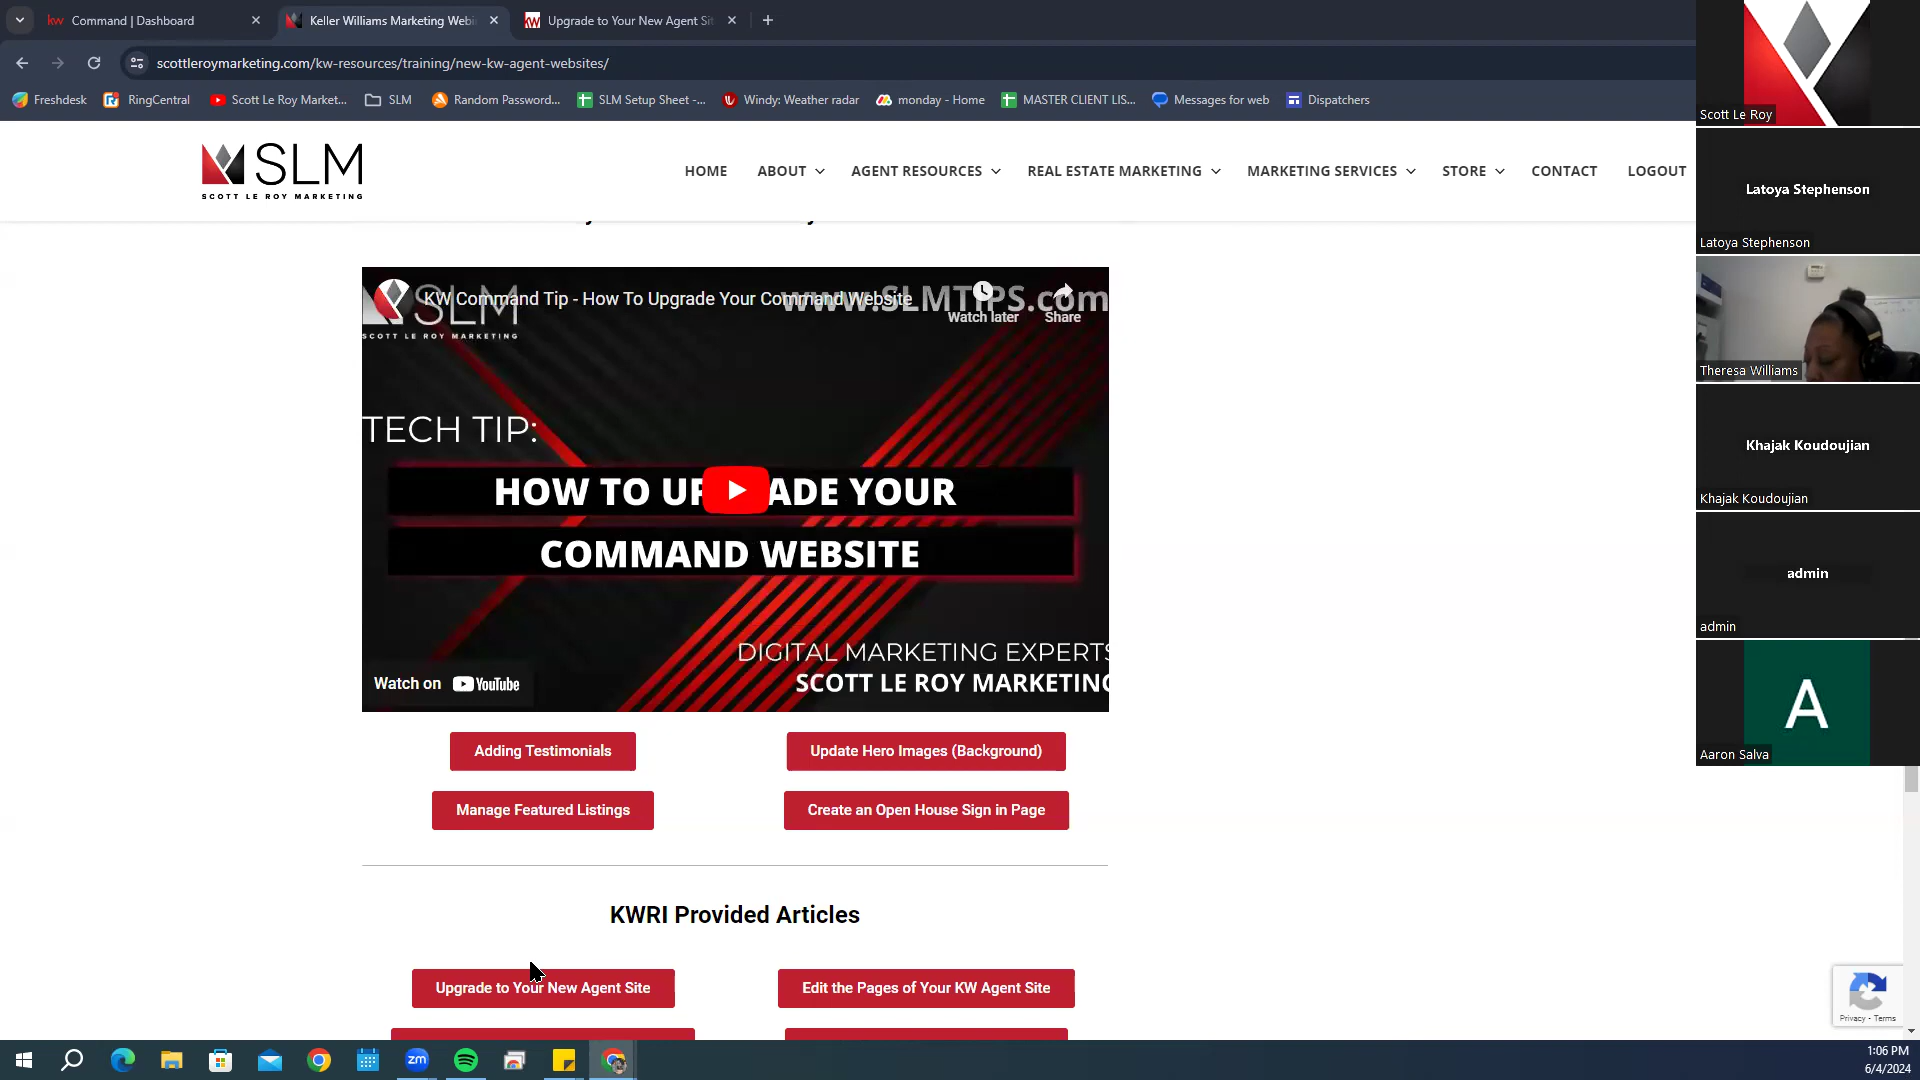 Command | Dashboard
Keller Williams Marketing Webi
Upgrade to Your New Agent Sit
scottleroymarketing.com/kw-resources/training/new-kw-agent-websites/
Freshdesk
RingCentral
Scott Le Roy Market...
SLM
Random Password...
SLM Setup Sheet -...
Windy: Weather radar
monday - Home
MASTER CLIENT LIS...
Messages for web
Dispatchers
SLM
SCOTT LE ROY MARKETING
HOME
ABOUT
AGENT RESOURCES
REAL ESTATE MARKETING
MARKETING SERVICES
STORE
CONTACT
LOGOUT
KW Command Tip - How To Upgrade Your Command Website
www.SLMTIPS.com
SLM
SCOTT LE ROY MARKETING
Watch later
Share
TECH TIP:
HOW TO UP ADE YOUR
COMMAND WEBSITE
DIGITAL MARKETING EXPERTS
SCOTT LE ROY MARKETING
Watch on YouTube
Adding Testimonials
Update Hero Images (Background)
Manage Featured Listings
Create an Open House Sign in Page
KWRI Provided Articles
Upgrade to Your New Agent Site
Edit the Pages of Your KW Agent Site
Privacy - Terms
Scott Le Roy
Latoya Stephenson
Latoya Stephenson
Theresa Williams
Khajak Koudoujian
Khajak Koudoujian
admin
admin
A
Aaron Salva
zm
1:06 PM
6/4/2024